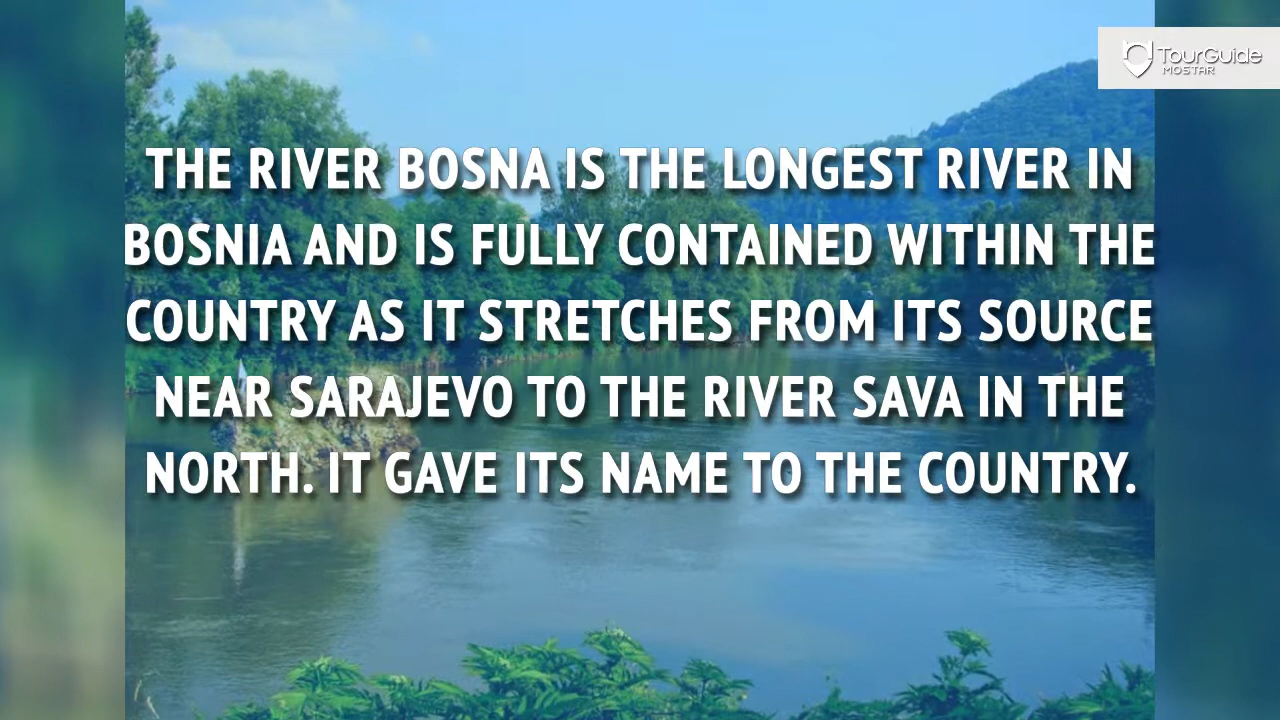 TourGuide
MOSTAR
THE RIVER BOSNA IS THE LONGEST RIVER IN
BOSNIA AND IS FULLY CONTAINED WITHIN THE
COUNTRY AS IT STRETCHES FROM ITS SOURCE
NEAR SARAJEVO TO THE RIVER SAVA IN THE
NORTH. IT GAVE ITS NAME TO THE COUNTRY.